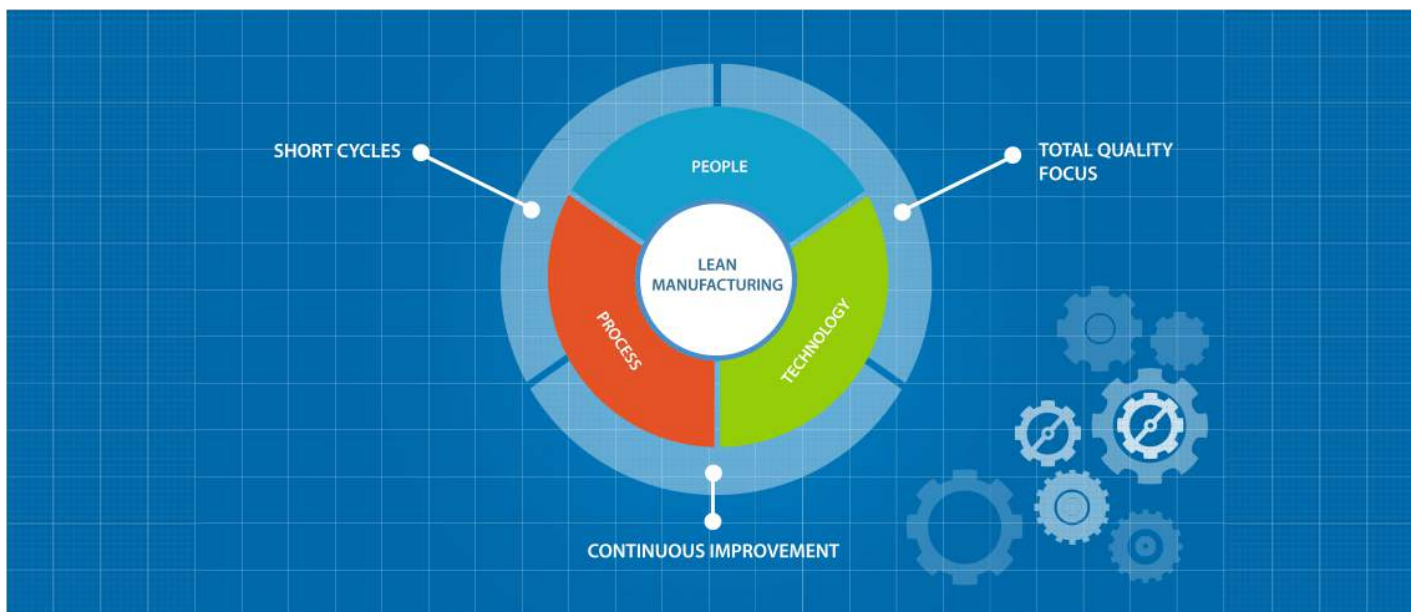 SHORT CYCLES
TOTAL QUALITY
FOCUS
PEOPLE
LEAN
MANUFACTURING
PROCESS
TECHNOLOGY
CONTINUOUS IMPROVEMENT